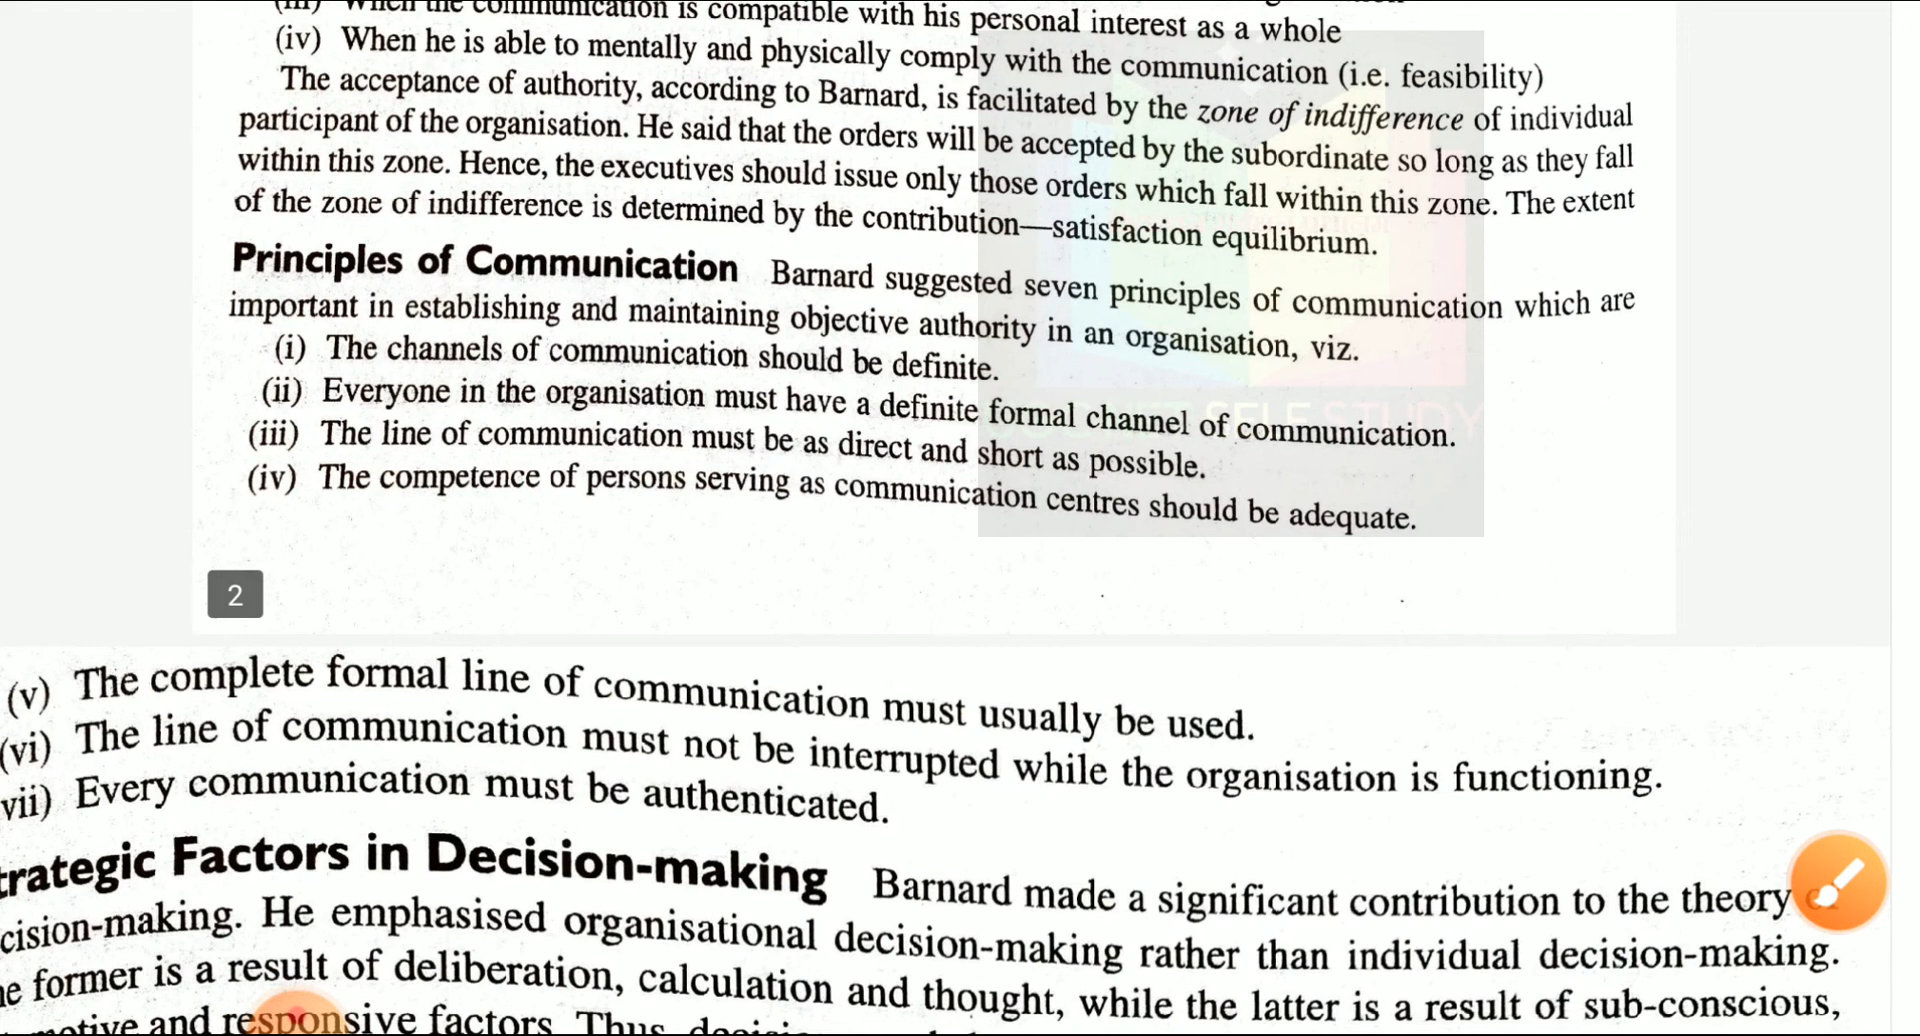 (iii) When the communication is compatible with his personal interest as a whole
(iv) When he is able to mentally and physically comply with the communication (i.e. feasibility)
The acceptance of authority, according to Barnard, is facilitated by the zone of indifference of individual
participant of the organisation. He said that the orders will be accepted by the subordinate so long as they fall
within this zone. Hence, the executives should issue only those orders which fall within this zone. The extent
of the zone of indifference is determined by the contribution—satisfaction equilibrium.
Principles of Communication Barnard suggested seven principles of communication which are
important in establishing and maintaining objective authority in an organisation, viz.
(i) The channels of communication should be definite.
(ii) Everyone in the organisation must have a definite formal channel of communication.
(iii) The line of communication must be as direct and short as possible.
(iv) The competence of persons serving as communication centres should be adequate.
SELF STUDY
2
(v) The complete formal line of communication must usually be used.
(vi) The line of communication must not be interrupted while the organisation is functioning.
vii) Every communication must be authenticated.
trategic Factors in Decision-making Barnard made a significant contribution to the theory
cision-making. He emphasised organisational decision-making rather than individual decision-making.
e former is a result of deliberation, calculation and thought, while the latter is a result of sub-conscious,
and responsive factors. Thus